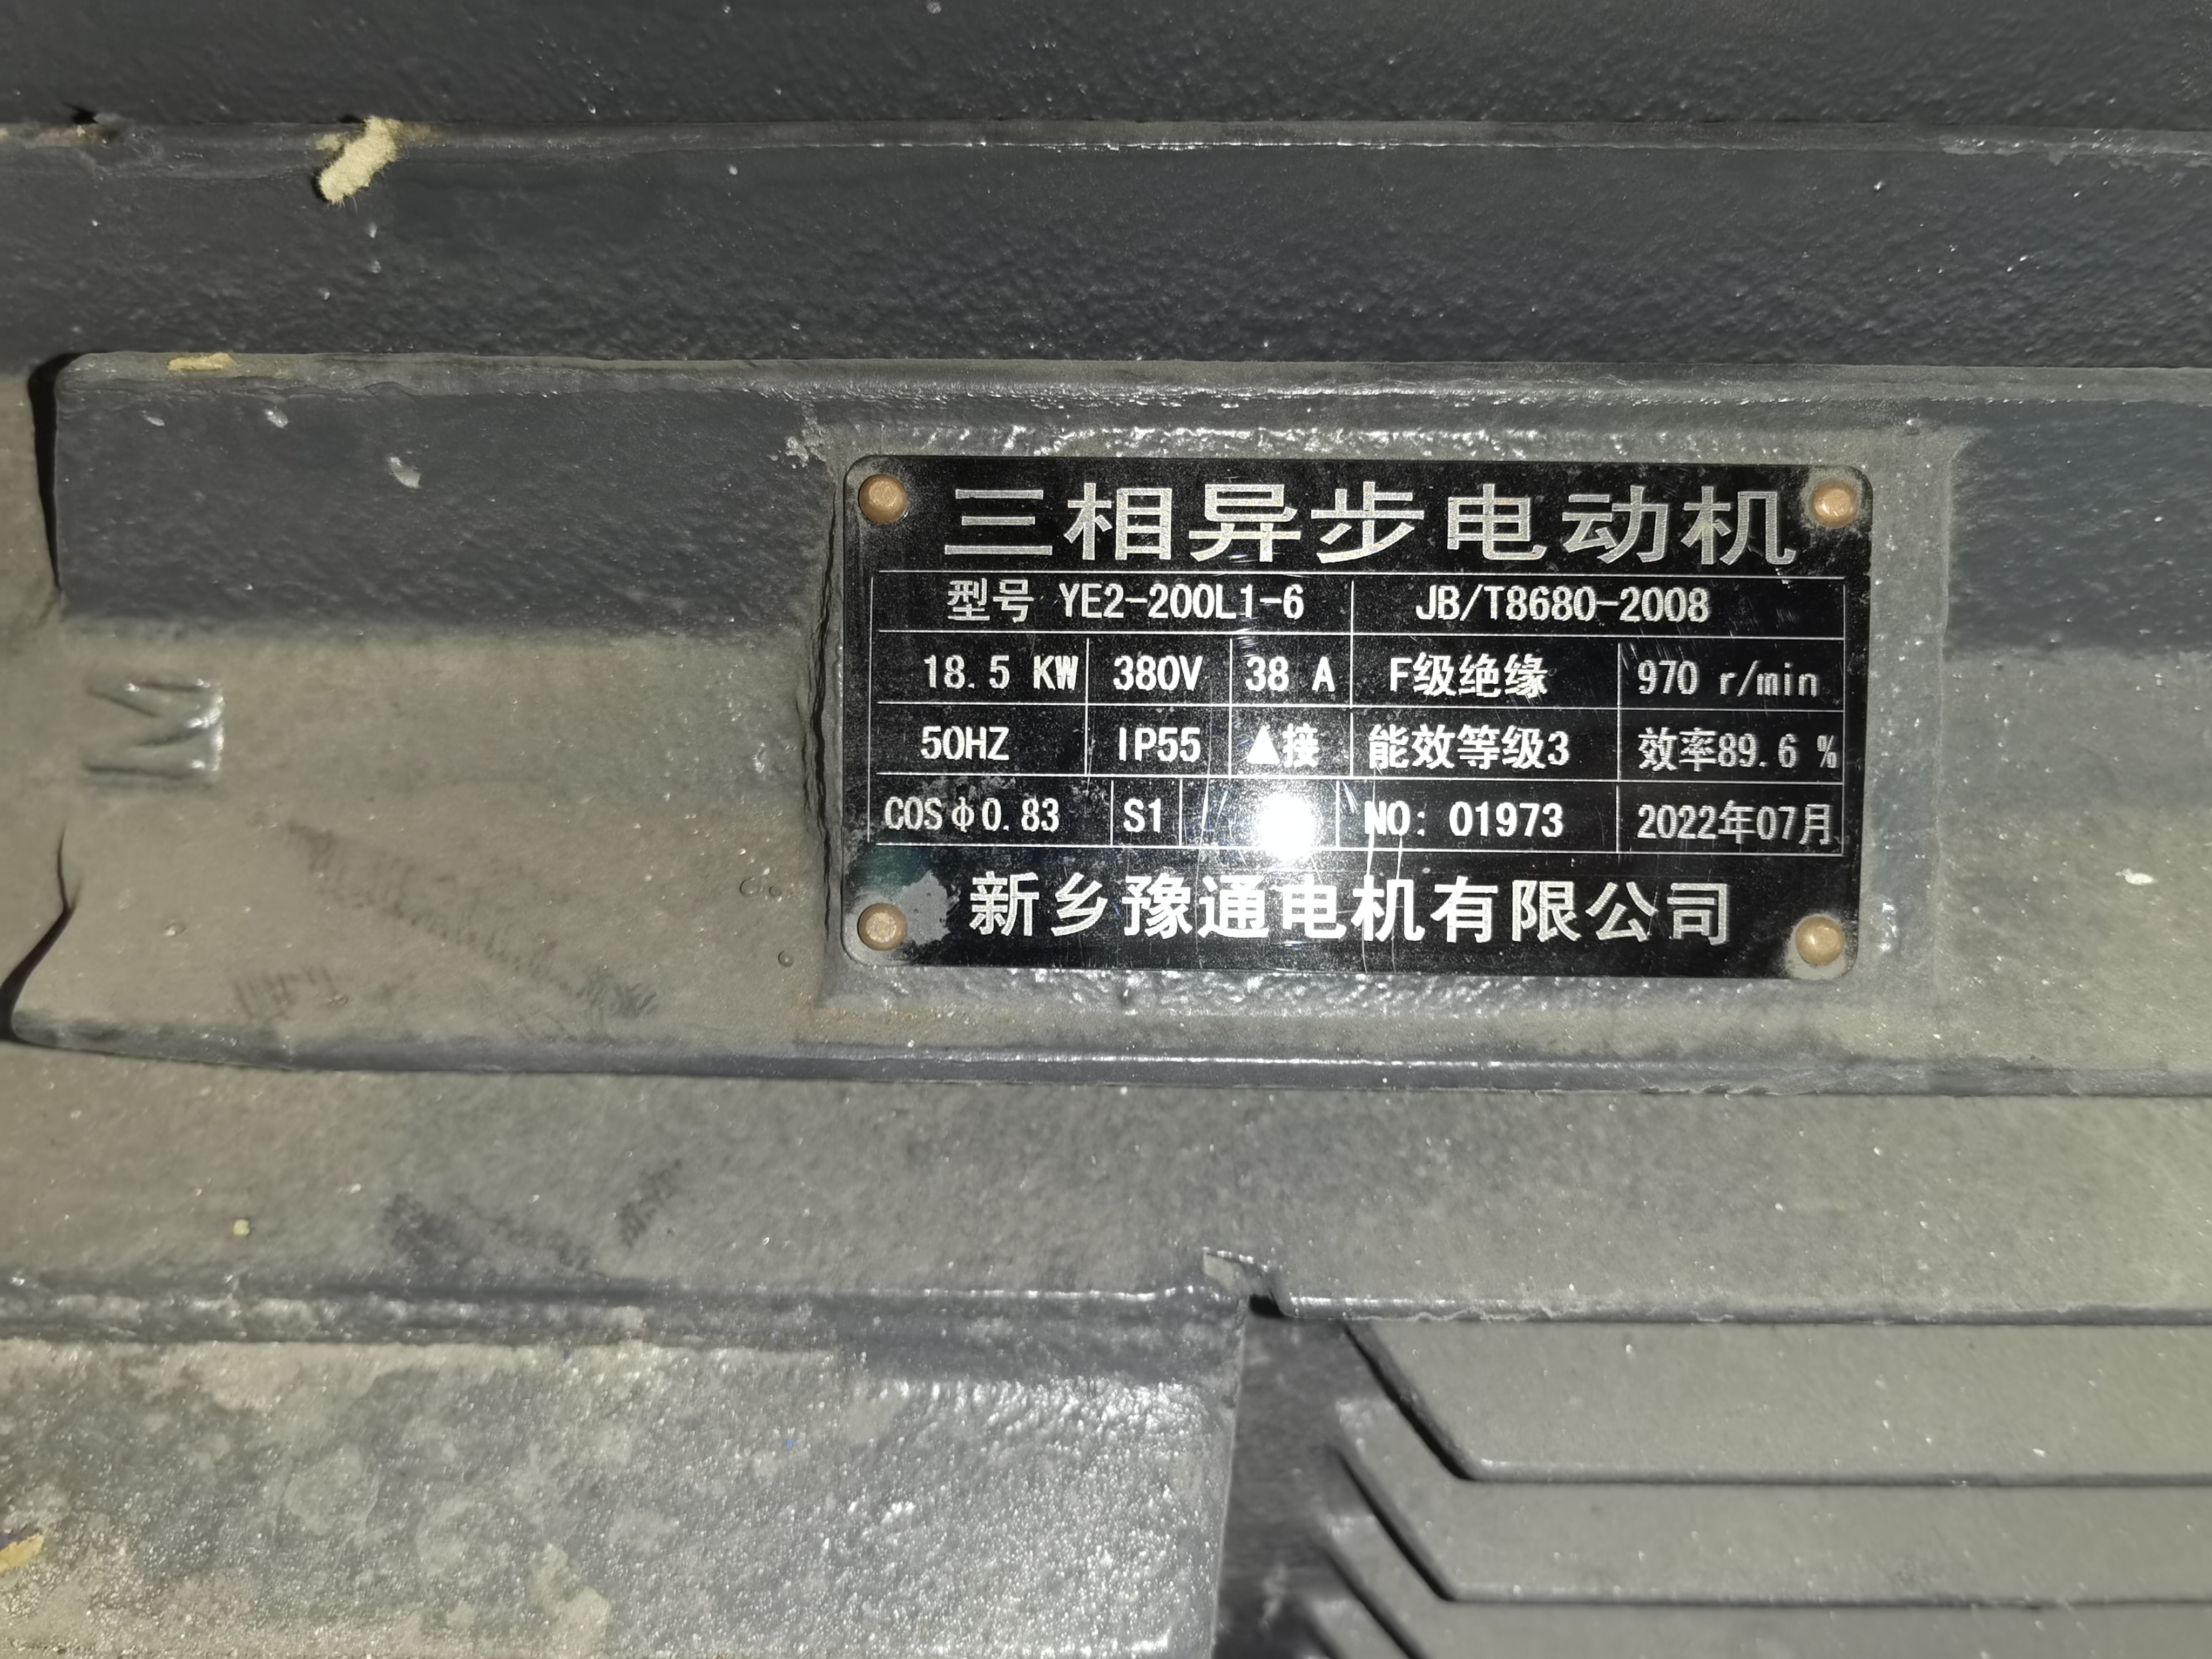 三相异步电动机
型号 YE2-200L1-6 JB/T8680-2008
18.5 KW 380V 38 A F级绝缘 970 r/min
50HZ IP55 ▲接 能效等级3 效率89.6 %
COSφ0.83 S1 NO: 01973 2022年07月
新乡豫通电机有限公司
M